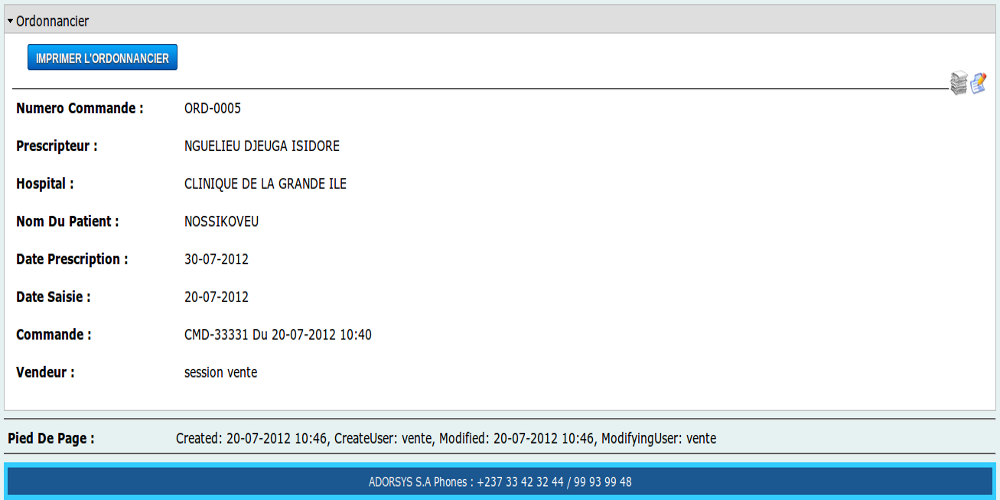 Ordonnancier
IMPRIMER L'ORDONNANCIER
Numero Commande : ORD-0005
Prescripteur : NGUELIEU DJEUGA ISIDORE
Hospital : CLINIQUE DE LA GRANDE ILE
Nom Du Patient : NOSSIKOVEU
Date Prescription : 30-07-2012
Date Saisie : 20-07-2012
Commande : CMD-33331 Du 20-07-2012 10:40
Vendeur : session vente
Pied De Page : Created: 20-07-2012 10:46, CreateUser: vente, Modified: 20-07-2012 10:46, ModifyingUser: vente
ADORSYS S.A Phones : +237 33 42 32 44 / 99 93 99 48